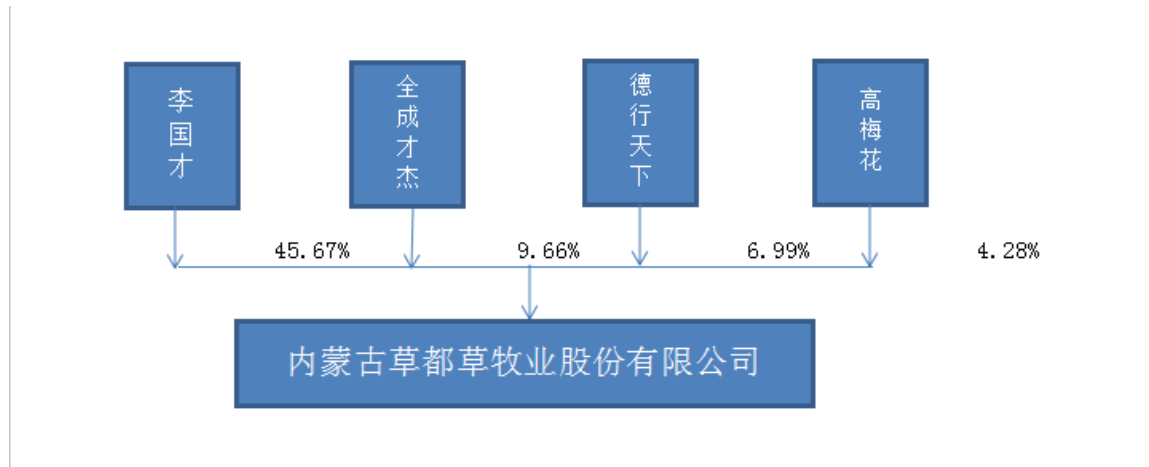 李国才
全成才杰
德行天下
高梅花
45.67%
9.66%
6.99%
4.28%
内蒙古草都草牧业股份有限公司